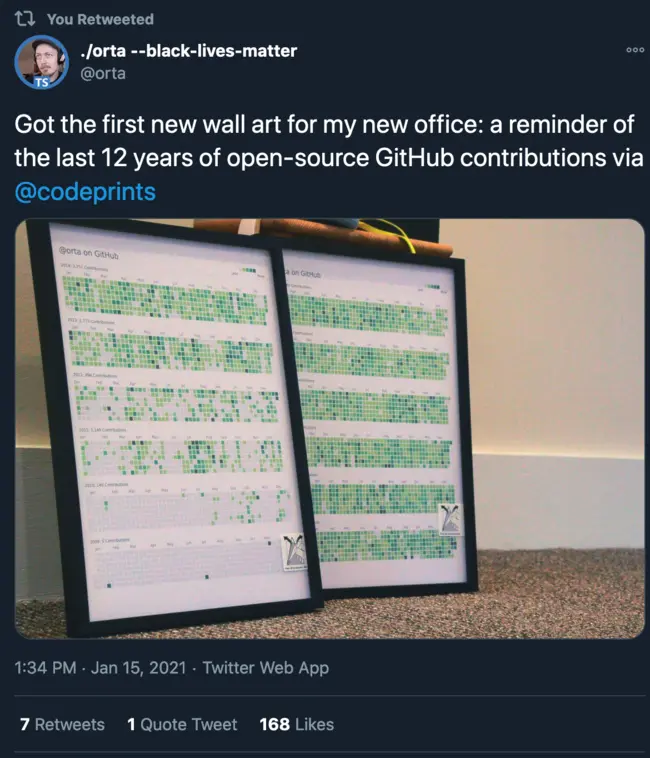 You Retweeted
./orta --black-lives-matter
@orta
TS
Got the first new wall art for my new office: a reminder of
the last 12 years of open-source GitHub contributions via
@codeprints
@orta on GitHub
on GitHub
1:34 PM · Jan 15, 2021 · Twitter Web App
7 Retweets 1 Quote Tweet 168 Likes